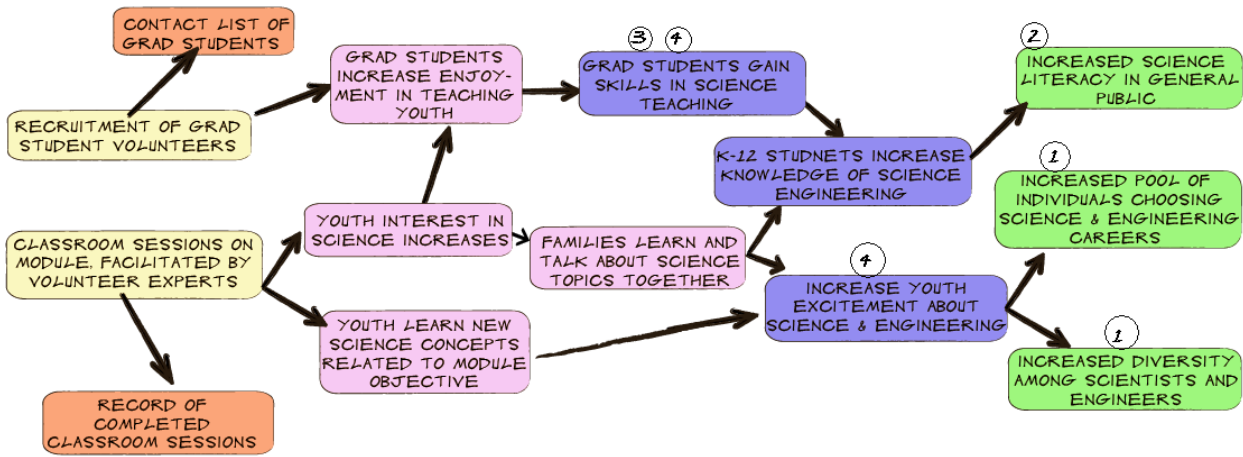 CONTACT LIST OF
GRAD STUDENTS
RECRUITMENT OF GRAD
STUDENT VOLUNTEERS
CLASSROOM SESSIONS ON
MODULE, FACILITATED BY
VOLUNTEER EXPERTS
RECORD OF
COMPLETED
CLASSROOM SESSIONS
GRAD STUDENTS
INCREASE ENJOY-
MENT IN TEACHING
YOUTH
YOUTH INTEREST IN
SCIENCE INCREASES
YOUTH LEARN NEW
SCIENCE CONCEPTS
RELATED TO MODULE
OBJECTIVE
FAMILIES LEARN AND
TALK ABOUT SCIENCE
TOPICS TOGETHER
3 4
GRAD STUDENTS GAIN
SKILLS IN SCIENCE
TEACHING
K-12 STUDNETS INCREASE
KNOWLEDGE OF SCIENCE
ENGINEERING
4
INCREASE YOUTH
EXCITEMENT ABOUT
SCIENCE & ENGINEERING
2
INCREASED SCIENCE
LITERACY IN GENERAL
PUBLIC
1
INCREASED POOL OF
INDIVIDUALS CHOOSING
SCIENCE & ENGINEERING
CAREERS
1
INCREASED DIVERSITY
AMONG SCIENTISTS AND
ENGINEERS